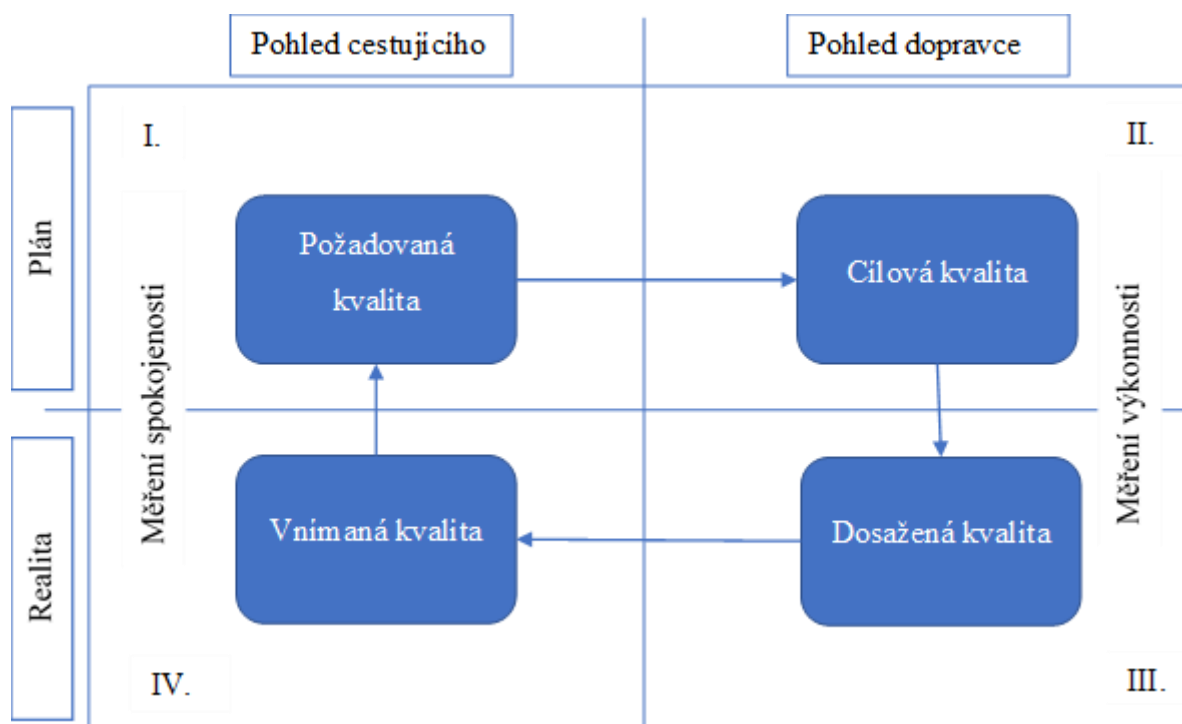 Pohled cestujícího
Pohled dopravce
I.
II.
Plán
Měření spokojenosti
Požadovaná
kvalita
Cílová kvalita
Měření výkonnosti
Realita
Vnímaná kvalita
Dosažená kvalita
IV.
III.